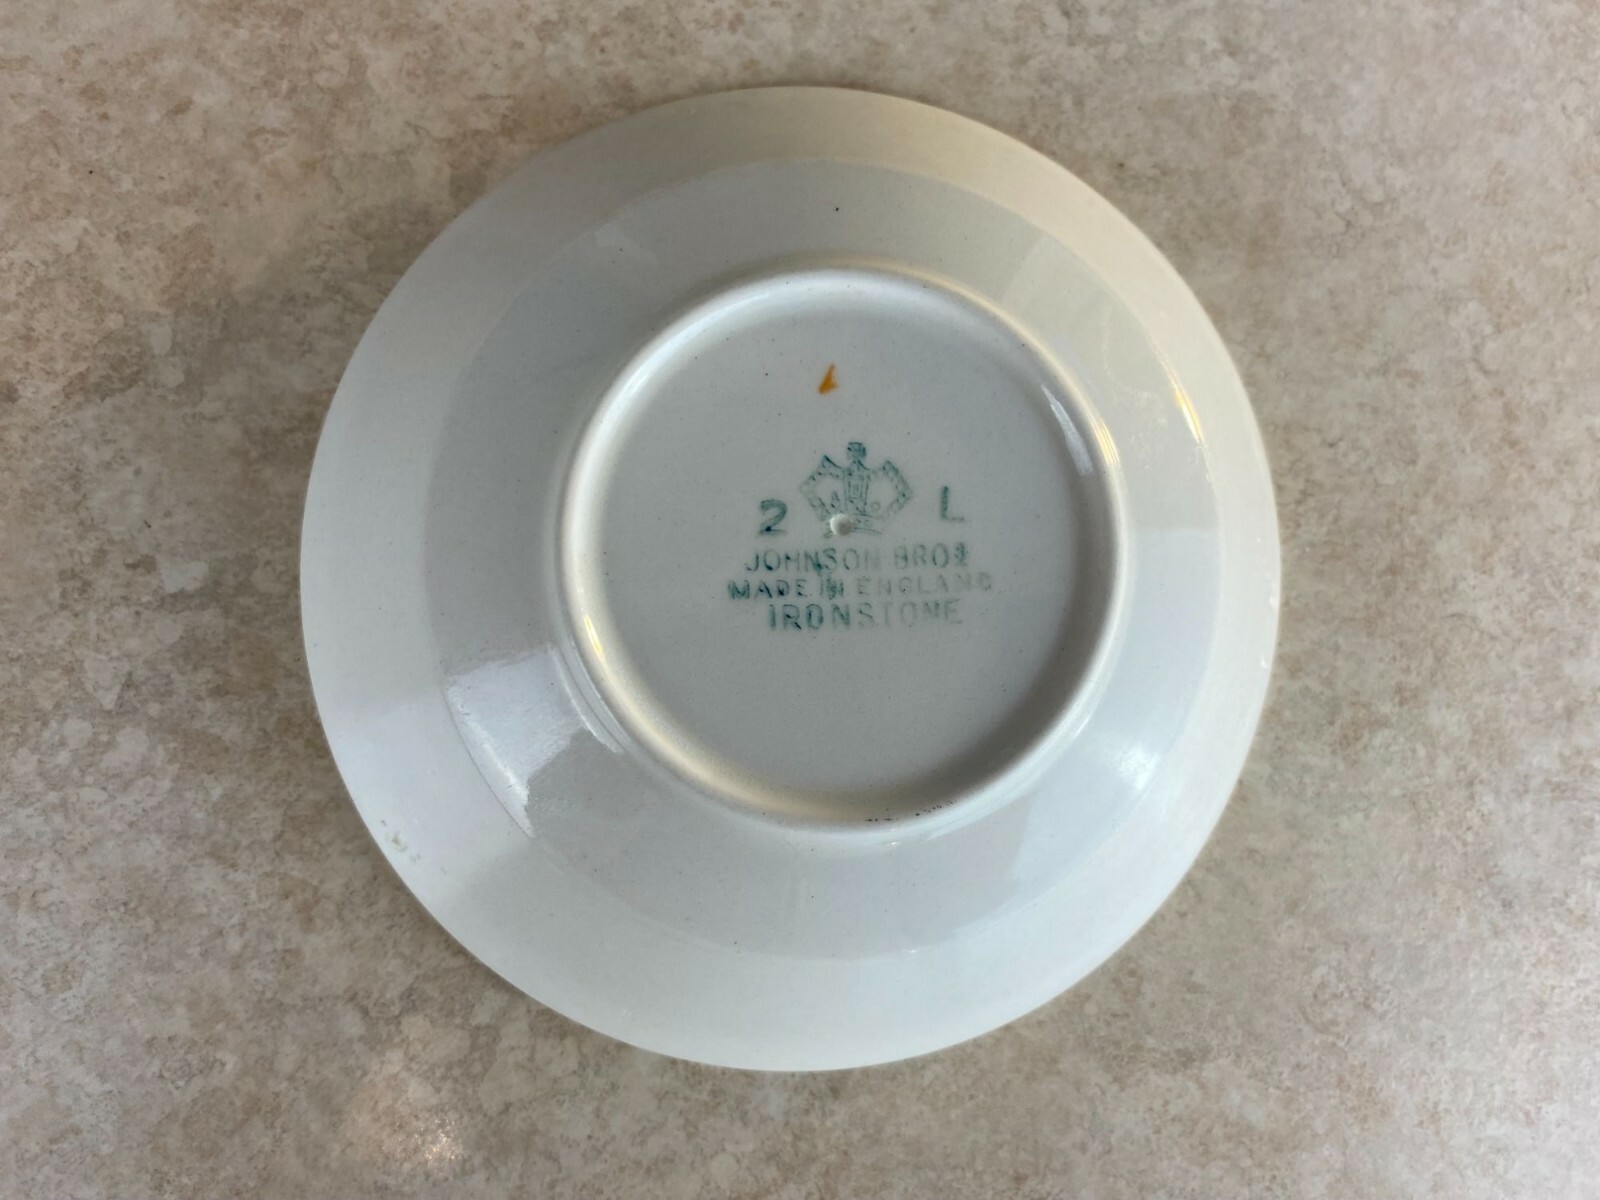 2 L
JOHNSON BROS
MADE IN ENGLAND
IRONSTONE